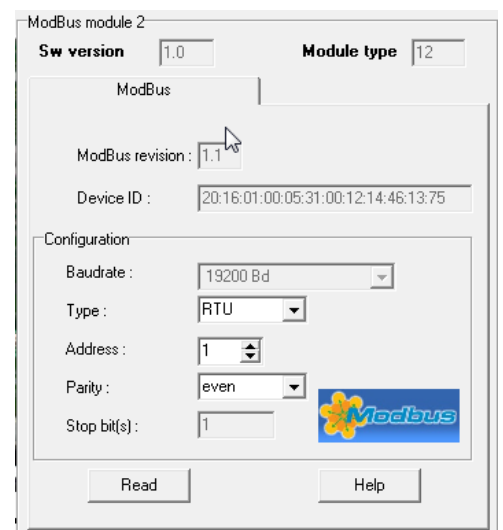 ModBus module 2
Sw version 1.0 Module type 12
ModBus
ModBus revision : 1.1
Device ID : 20:16:01:00:05:31:00:12:14:46:13:75
Configuration
Baudrate : 19200 Bd
Type : RTU
Address : 1
Parity : even
Modbus
Stop bit(s) : 1
Read Help